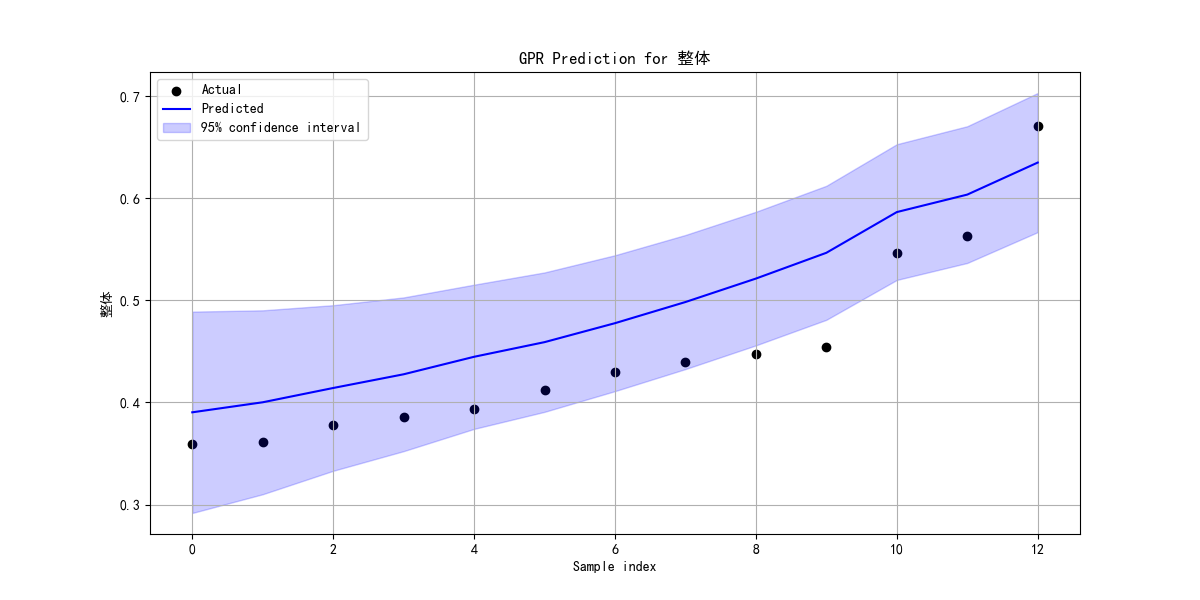 GPR Prediction for 整体
Actual
Predicted
95% confidence interval
整体
0.7
0.6
0.5
0.4
0.3
0 2 4 6 8 10 12
Sample index